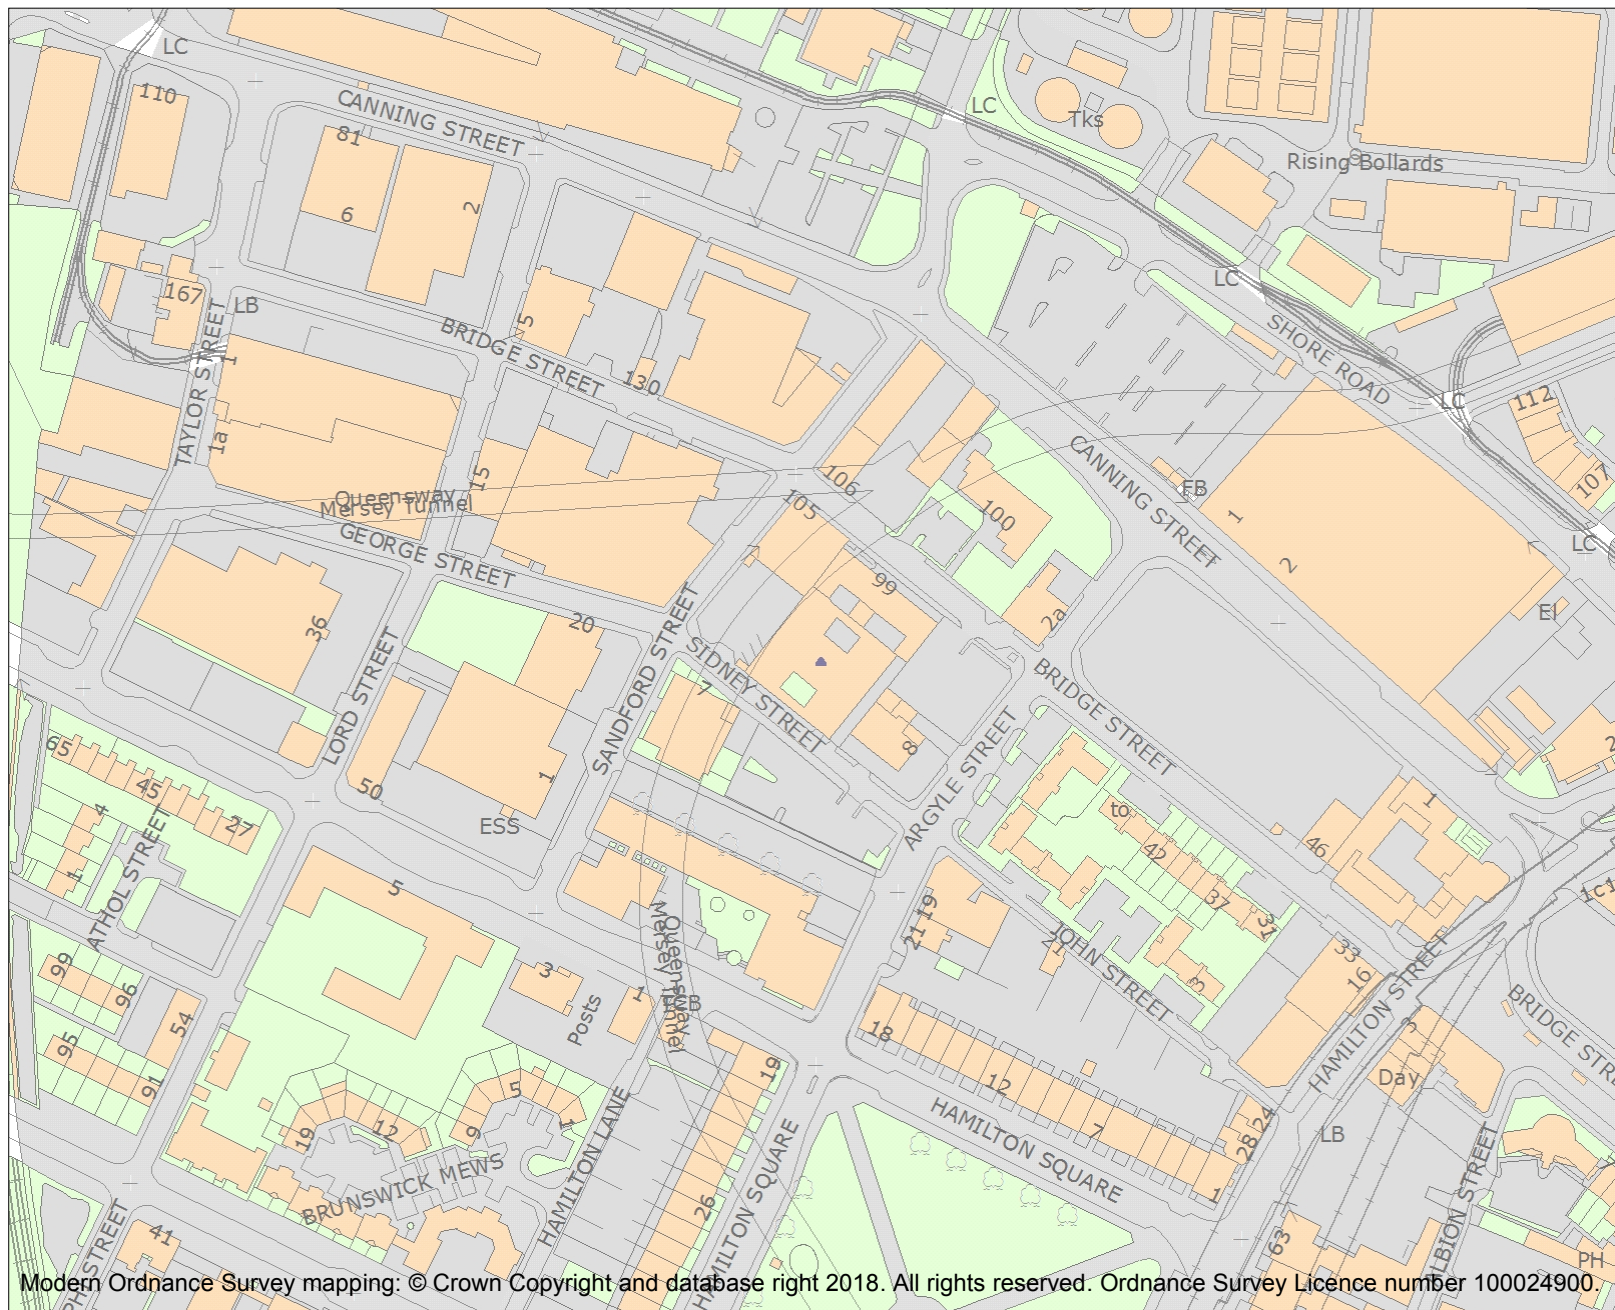 LC
110
CANNING STREET
LC
Tks
81
Rising Bollards
6
2
LC
167
LB
SHORE ROAD
BRIDGE STREET
5
1
130
TAYLOR STREET
LC
112
1a
15
106
CANNING STREET
107
FB
105
100
1
Queensway
Mersey Tunnel
GEORGE STREET
LC
2
99
El
2a
20
36
SIDNEY STREET
SANDFORD STREET
LORD STREET
BRIDGE STREET
7
8
ARGYLE STREET
65
45
50
1
4
27
ESS
to
1
42
46
ATHOL STREET
1
5
37
31
19
21
21
JOHN STREET
33
16
HAMILTON STREET
99
96
3
3
1
Posts
Queensway
Mersey Tunnel
54
18
BRIDGE STRE
95
91
3
19
Day
5
12
HAMILTON LANE
HAMILTON SQUARE
24
28
LB
19
12
9
1
7
BRUNSWICK MEWS
HAMILTON SQUARE
26
1
ALBION STREET
41
63
PH
STREET
Modern Ordnance Survey mapping: © Crown Copyright and database right 2018. All rights reserved. Ordnance Survey Licence number 100024900.